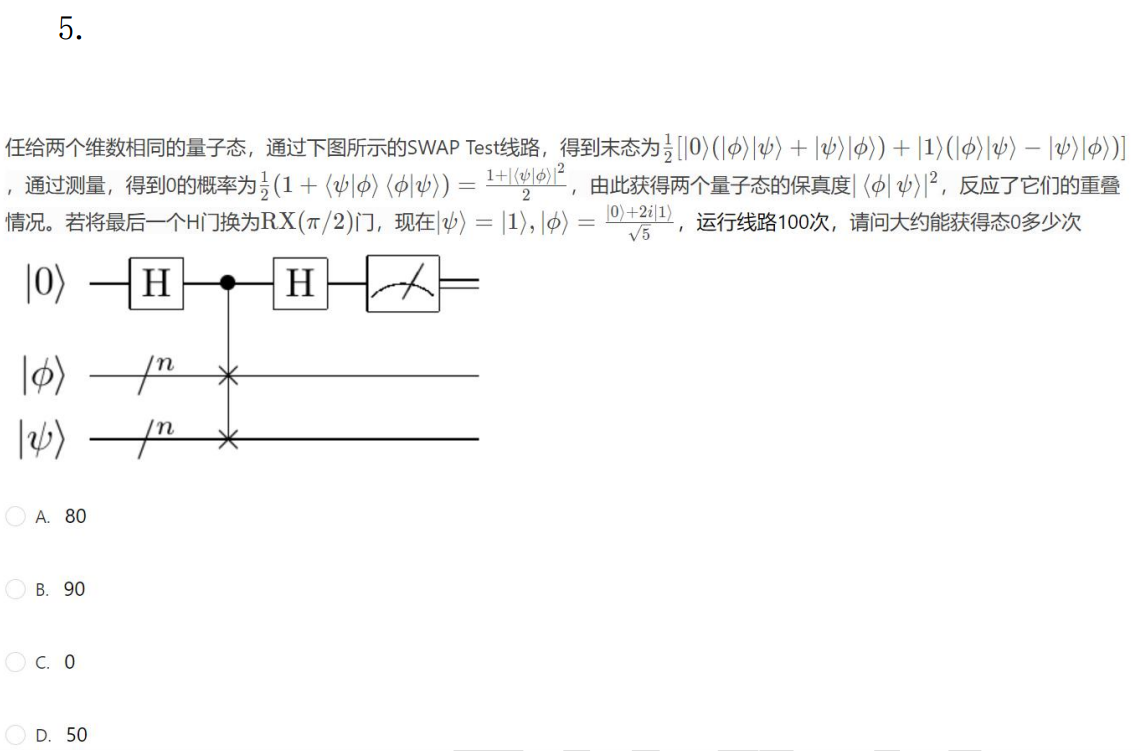 5.
任给两个维数相同的量子态，通过下图所示的SWAP Test线路，得到末态为$\frac{1}{2}[|0\rangle(|\phi\rangle|\psi\rangle + |\psi\rangle|\phi\rangle) + |1\rangle(|\phi\rangle|\psi\rangle - |\psi\rangle|\phi\rangle)]$
，通过测量，得到0的概率为$\frac{1}{2}(1 + \langle\psi|\phi\rangle\langle\phi|\psi\rangle) = \frac{1+|\langle\psi|\phi\rangle|^2}{2}$，由此获得两个量子态的保真度$|\langle\phi|\psi\rangle|^2$，反应了它们的重叠
情况。若将最后一个H门换为RX(π/2)门，现在$|\psi\rangle = |1\rangle, |\phi\rangle = \frac{|0\rangle+2i|1\rangle}{\sqrt{5}}$，运行线路100次，请问大约能获得态0多少次
|0⟩ H H
|ϕ⟩ n
|ψ⟩ n
A. 80
B. 90
C. 0
D. 50